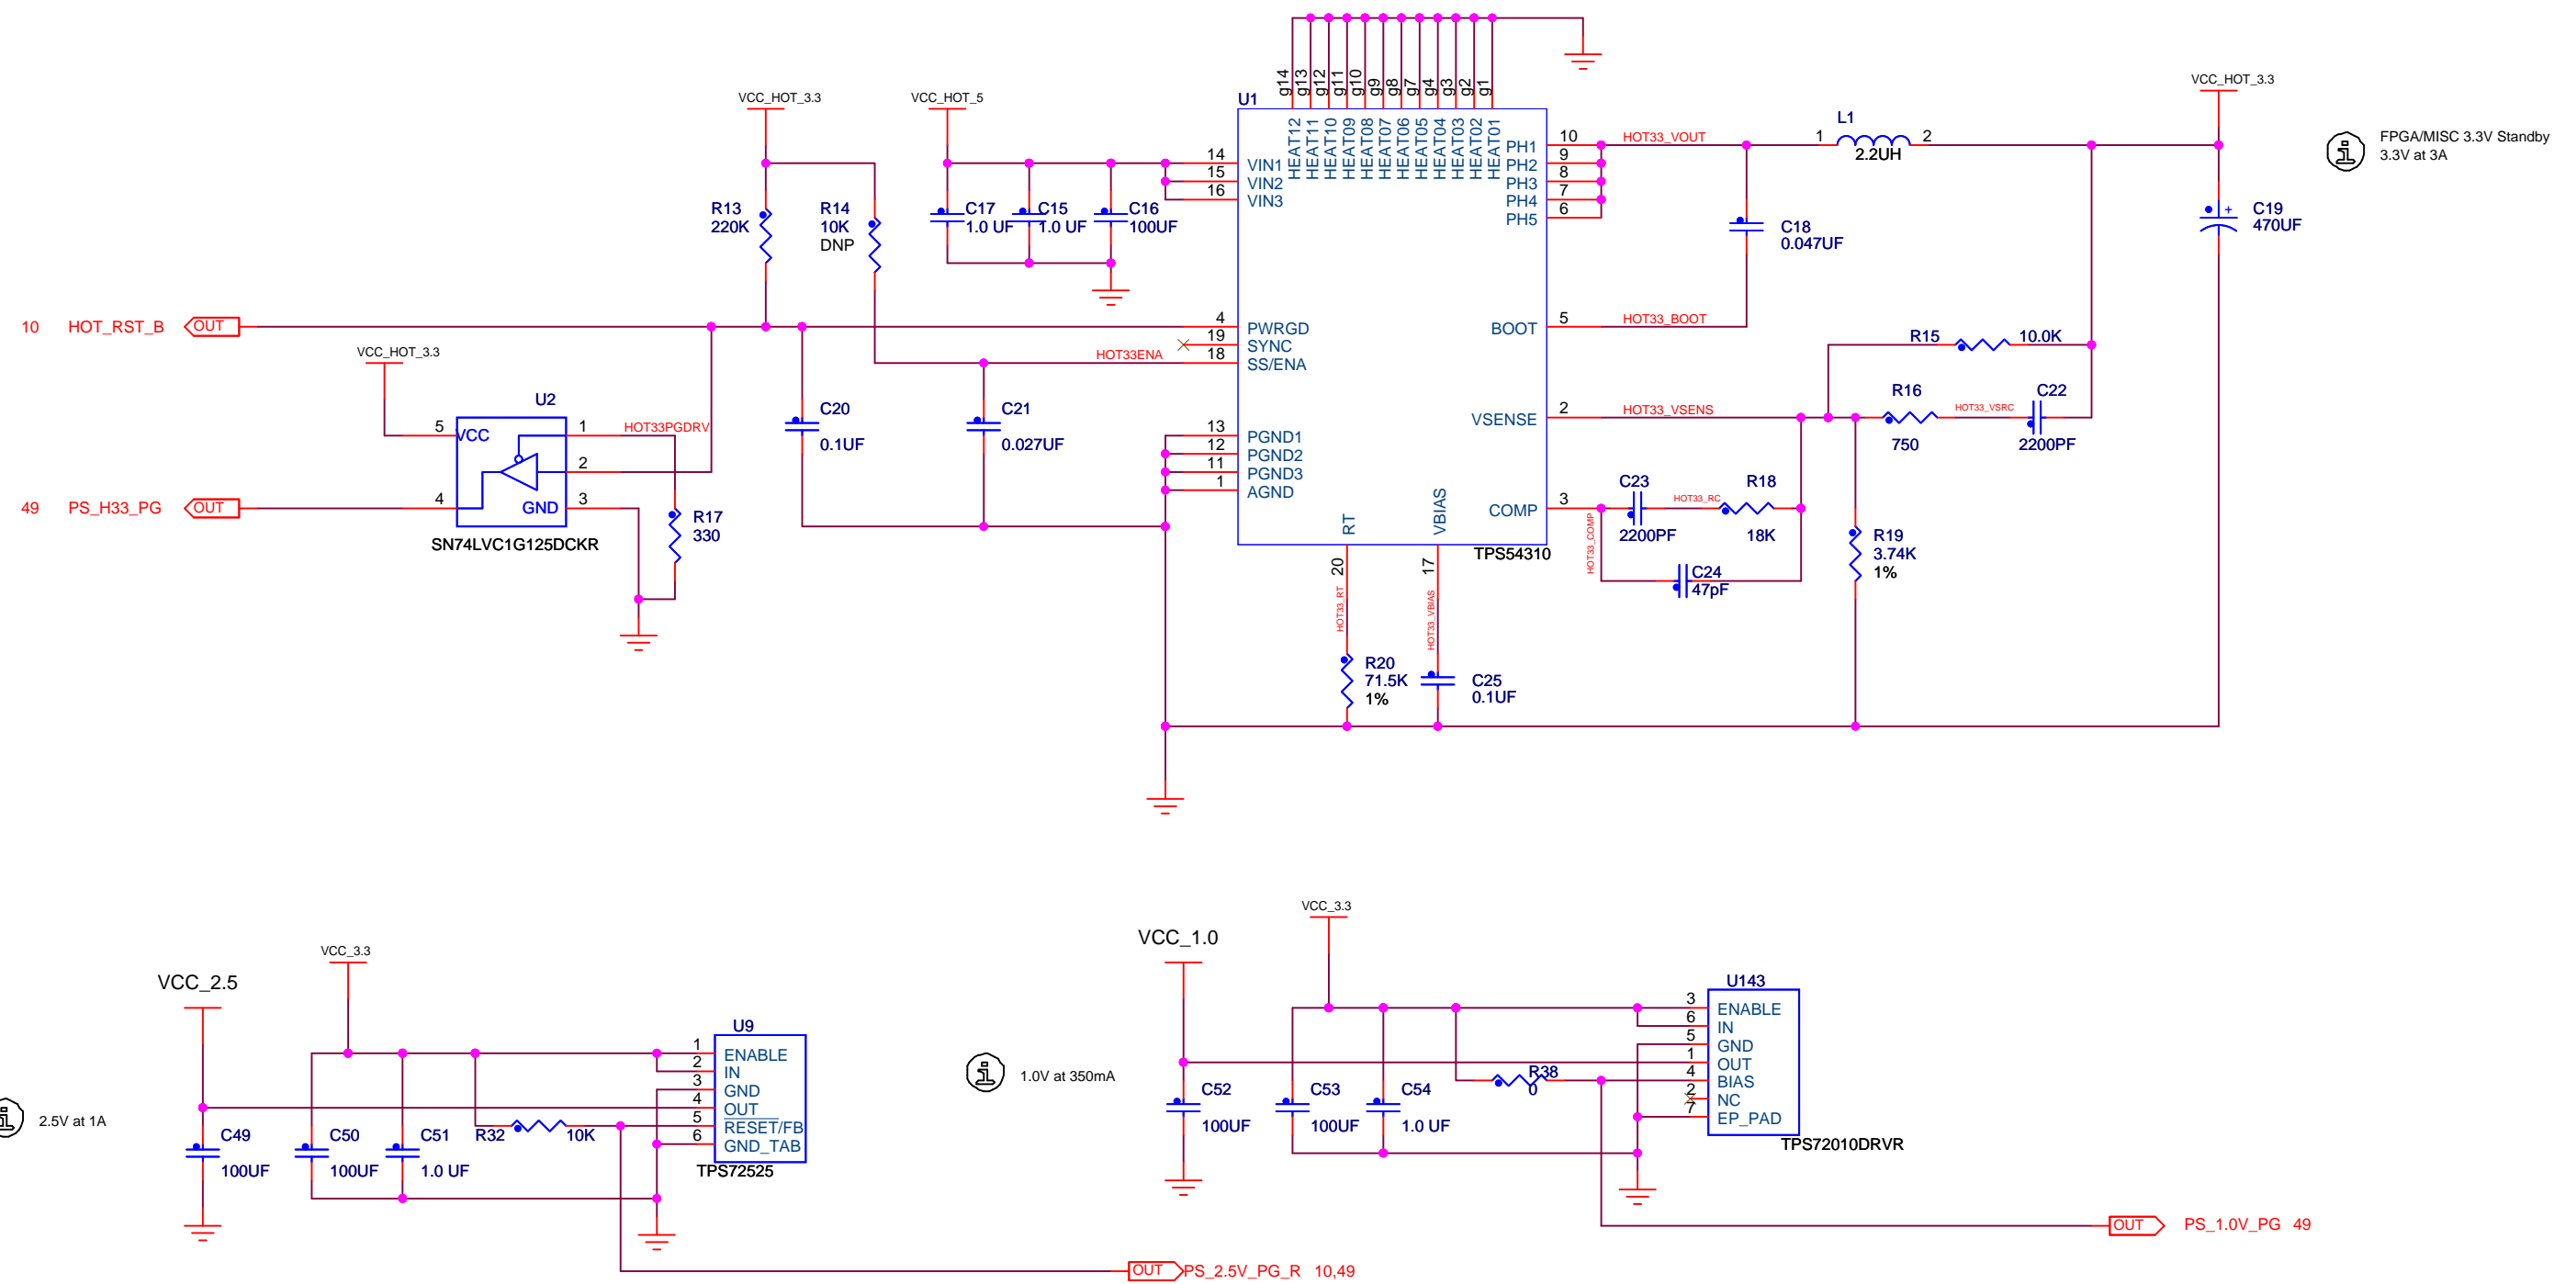 g14
g13
g12
g11
g10
g9
g8
g7
g4
g3
g2
g1
HEAT12
HEAT11
HEAT10
HEAT09
HEAT08
HEAT07
HEAT06
HEAT05
HEAT04
HEAT03
HEAT02
HEAT01
U1
VCC_HOT_3.3
VCC_HOT_5
VCC_HOT_3.3
R13
220K
R14
10K
DNP
C17
1.0 UF
C15
1.0 UF
C16
100UF
14 VIN1
15 VIN2
16 VIN3
PH1 10
PH2 9
PH3 8
PH4 7
PH5 6
HOT33_VOUT
L1
1 2
2.2UH
FPGA/MISC 3.3V Standby
3.3V at 3A
C18
0.047UF
C19
470UF
+
10 HOT_RST_B OUT
4 PWRGD
19 SYNC
18 SS/ENA
HOT33ENA
BOOT 5
HOT33_BOOT
R15 10.0K
VCC_HOT_3.3
U2
5 VCC
1
HOT33PGDRV
2
4
GND 3
SN74LVC1G125DCKR
49 PS_H33_PG OUT
R17
330
C20
0.1UF
C21
0.027UF
13 PGND1
12 PGND2
11 PGND3
1 AGND
VSENSE 2
HOT33_VSENS
R16
750
HOT33_VSRC
C22
2200PF
COMP 3
HOT33_COMP
C23
2200PF
HOT33_RC
R18
18K
C24
47pF
R19
3.74K
1%
TPS54310
RT
20
HOT33_RT
VBIAS
17
HOT33_VBIAS
R20
71.5K
1%
C25
0.1UF
VCC_2.5
VCC_3.3
U9
1 ENABLE
2 IN
3 GND
4 OUT
5 RESET/FB
6 GND_TAB
TPS72525
2.5V at 1A
C49
100UF
C50
100UF
C51
1.0 UF
R32 10K
OUT PS_2.5V_PG_R 10,49
VCC_1.0
VCC_3.3
U143
3 ENABLE
6 IN
5 GND
1 OUT
4 BIAS
2 NC
7 EP_PAD
TPS72010DRVR
1.0V at 350mA
C52
100UF
C53
100UF
C54
1.0 UF
R38
0
OUT PS_1.0V_PG 49